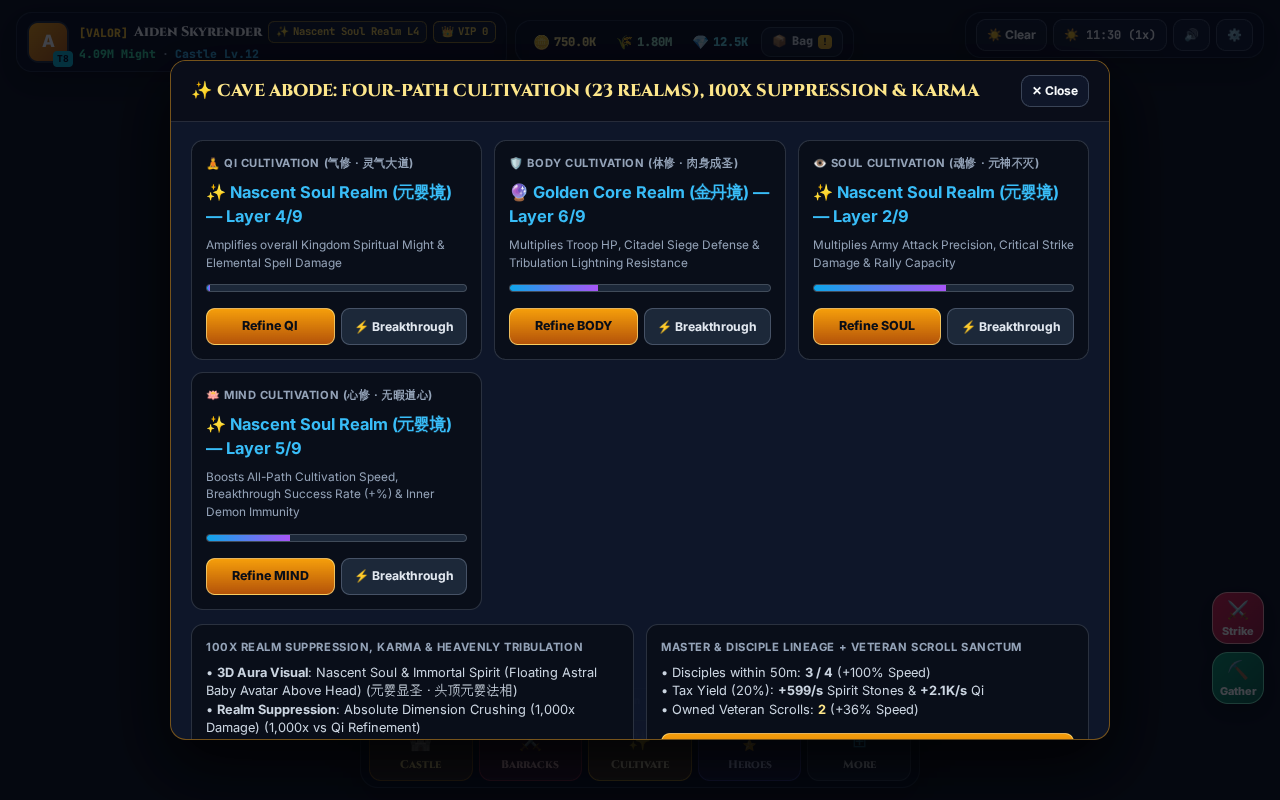 A
T8
[VALOR] Aiden Skyrender
✨ Nascent Soul Realm L4
👑 VIP 0
4.09M Might · Castle Lv.12
750.0K
1.80M
12.5K
Bag !
Clear
11:30 (1x)
✨ CAVE ABODE: FOUR-PATH CULTIVATION (23 REALMS), 100X SUPPRESSION & KARMA
✕ Close
QI CULTIVATION (气修 · 灵气大道)
✨ Nascent Soul Realm (元婴境)
— Layer 4/9
Amplifies overall Kingdom Spiritual Might &
Elemental Spell Damage
Refine QI
⚡ Breakthrough
BODY CULTIVATION (体修 · 肉身成圣)
🔮 Golden Core Realm (金丹境) —
Layer 6/9
Multiplies Troop HP, Citadel Siege Defense &
Tribulation Lightning Resistance
Refine BODY
⚡ Breakthrough
SOUL CULTIVATION (魂修 · 元神不灭)
✨ Nascent Soul Realm (元婴境)
— Layer 2/9
Multiplies Army Attack Precision, Critical Strike
Damage & Rally Capacity
Refine SOUL
⚡ Breakthrough
MIND CULTIVATION (心修 · 无暇道心)
✨ Nascent Soul Realm (元婴境)
— Layer 5/9
Boosts All-Path Cultivation Speed,
Breakthrough Success Rate (+%) & Inner
Demon Immunity
Refine MIND
⚡ Breakthrough
100X REALM SUPPRESSION, KARMA & HEAVENLY TRIBULATION
• 3D Aura Visual: Nascent Soul & Immortal Spirit (Floating Astral
Baby Avatar Above Head) (元婴显圣 · 头顶元婴法相)
• Realm Suppression: Absolute Dimension Crushing (1,000x
Damage) (1,000x vs Qi Refinement)
MASTER & DISCIPLE LINEAGE + VETERAN SCROLL SANCTUM
• Disciples within 50m: 3 / 4 (+100% Speed)
• Tax Yield (20%): +599/s Spirit Stones & +2.1K/s Qi
• Owned Veteran Scrolls: 2 (+36% Speed)
Strike
Gather
Castle
Barracks
Cultivate
Heroes
More